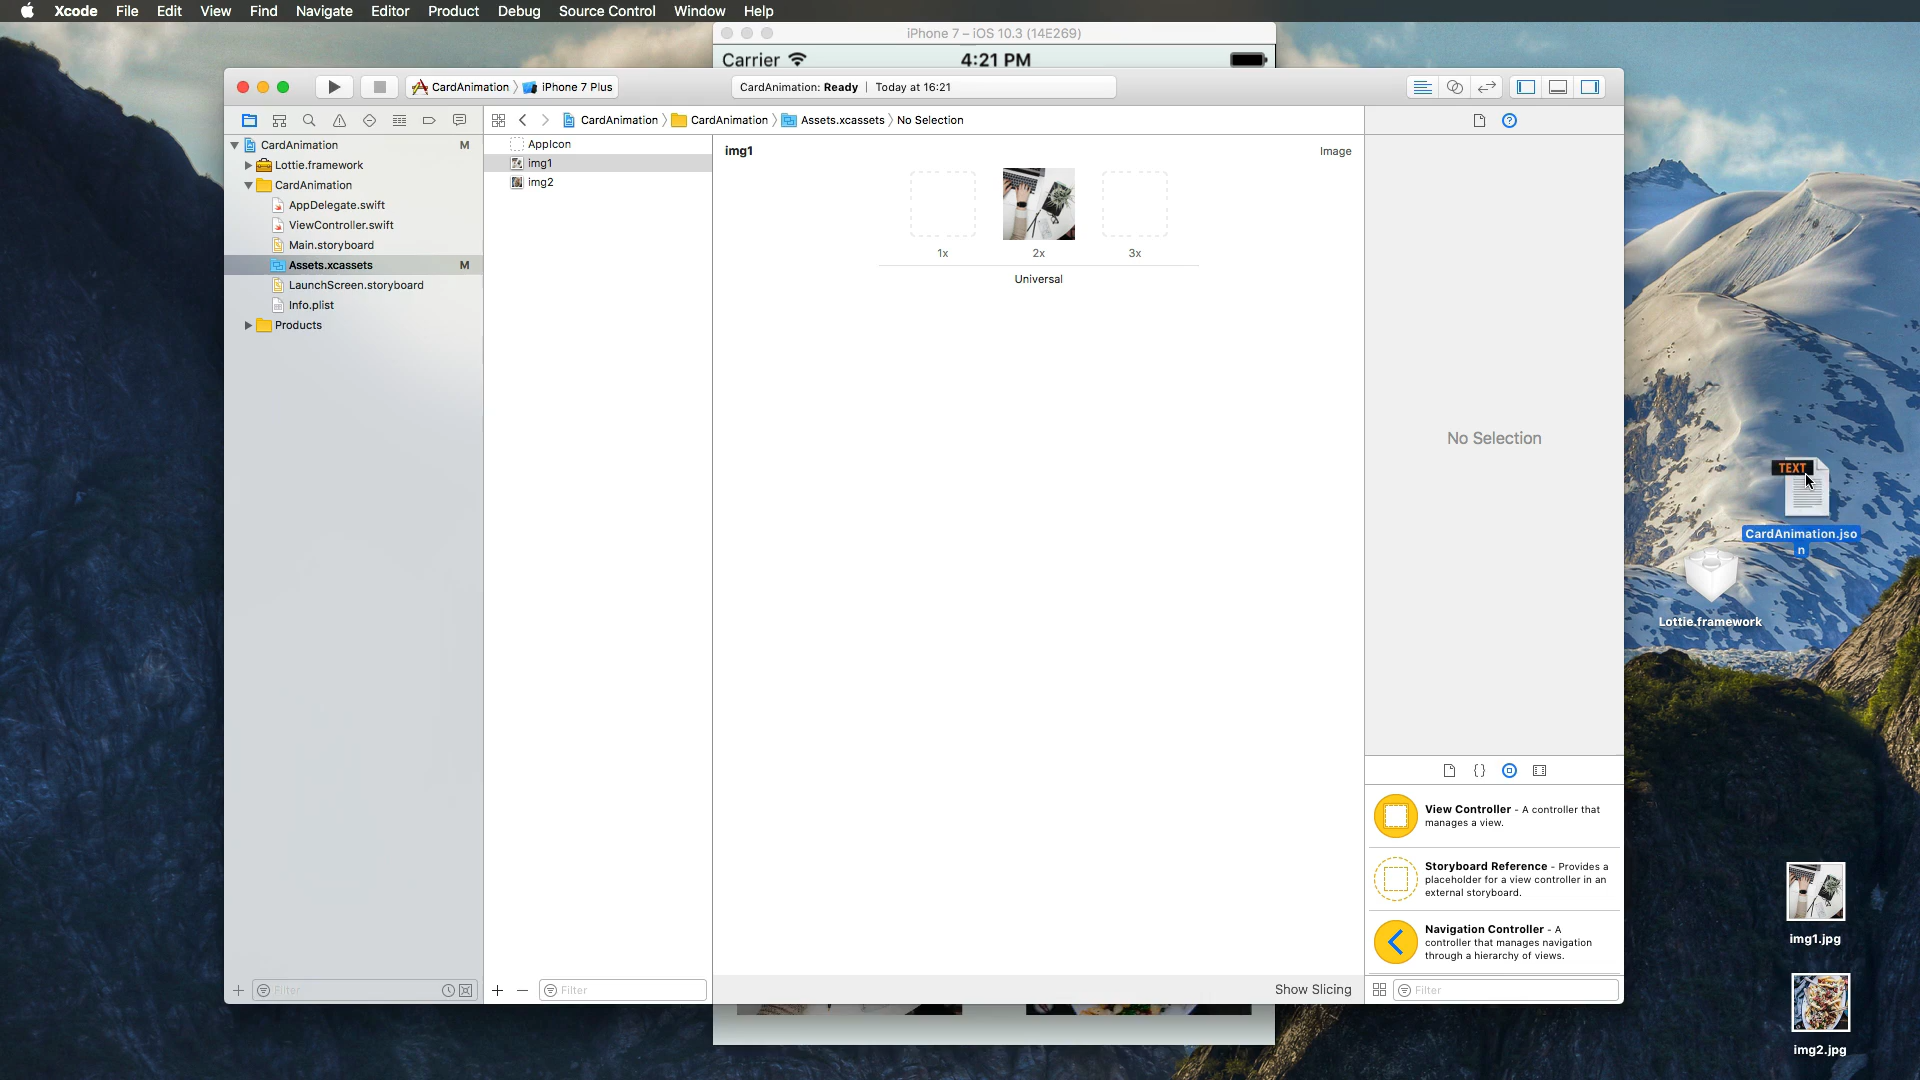 Xcode File Edit View Find Navigate Editor Product Debug Source Control Window Help
iPhone 7 – iOS 10.3 (14E269)
Carrier 4:21 PM
CardAnimation iPhone 7 Plus
CardAnimation: Ready | Today at 16:21
CardAnimation CardAnimation Assets.xcassets No Selection
CardAnimation M
Lottie.framework
CardAnimation
AppDelegate.swift
ViewController.swift
Main.storyboard
Assets.xcassets M
LaunchScreen.storyboard
Info.plist
Products
Filter
AppIcon
img1
img2
Filter
img1 Image
1x 2x 3x
Universal
Show Slicing
No Selection
{}
View Controller - A controller that
manages a view.
Storyboard Reference - Provides a
placeholder for a view controller in an
external storyboard.
Navigation Controller - A
controller that manages navigation
through a hierarchy of views.
Filter
TEXT
CardAnimation.jso
n
Lottie.framework
img1.jpg
img2.jpg